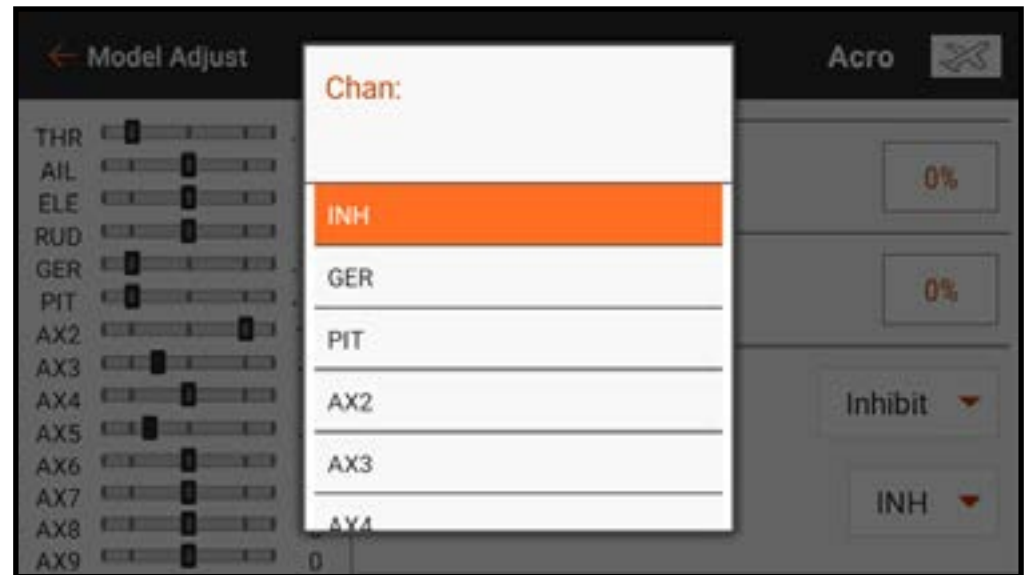 Model Adjust
Acro
Chan:
INH
GER
PIT
AX2
AX3
AX4
THR
AIL
ELE
RUD
GER
PIT
AX2
AX3
AX4
AX5
AX6
AX7
AX8
AX9
0
0%
0%
Inhibit
INH